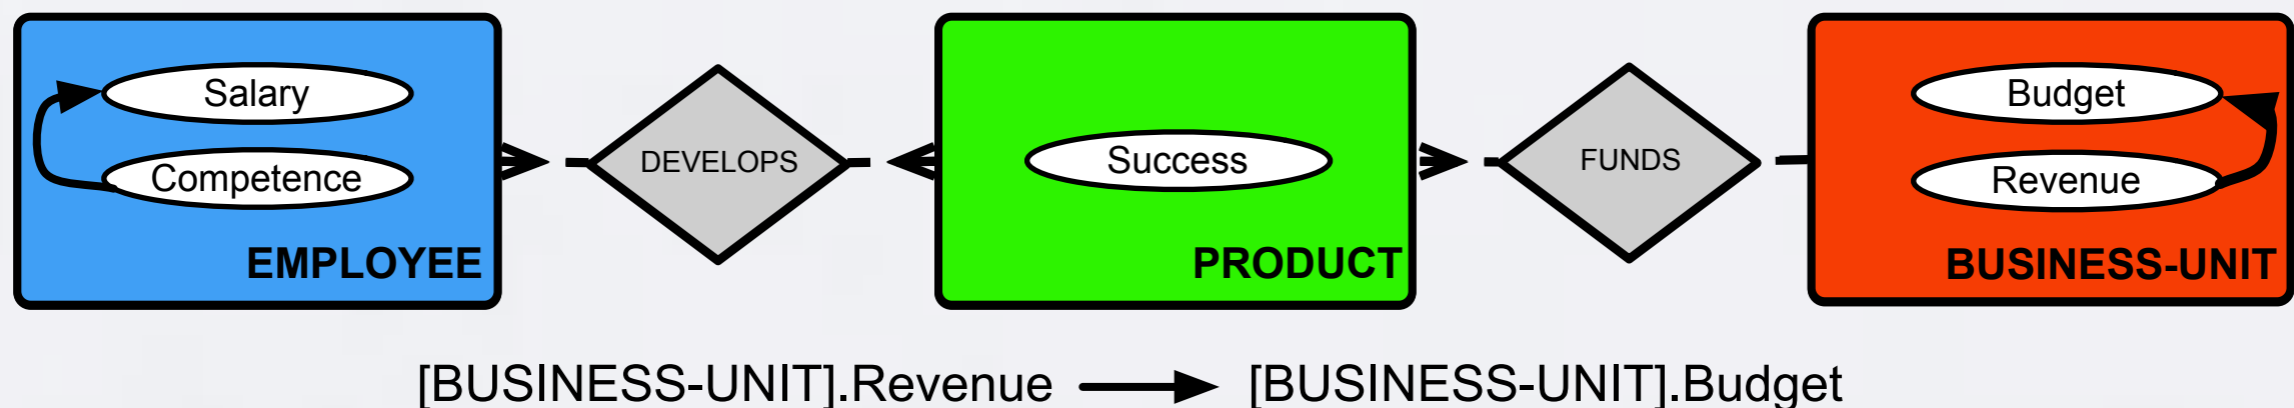 Salary
Competence
EMPLOYEE
DEVELOPS
Success
PRODUCT
FUNDS
Budget
Revenue
BUSINESS-UNIT
[BUSINESS-UNIT].Revenue [BUSINESS-UNIT].Budget